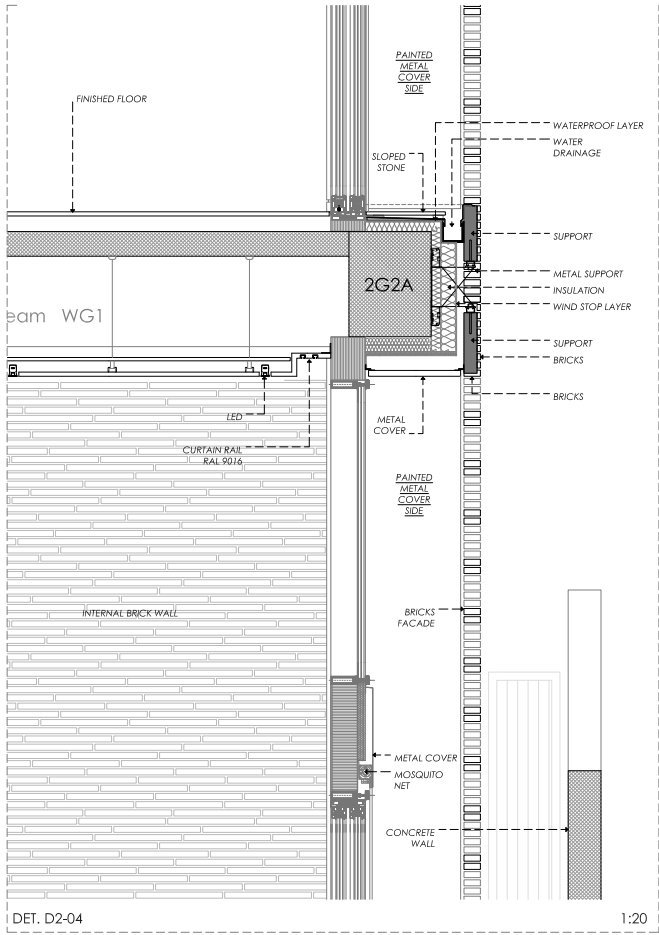 PAINTED
METAL
COVER
SIDE
FINISHED FLOOR
WATERPROOF LAYER
WATER
DRAINAGE
SLOPED
STONE
SUPPORT
METAL SUPPORT
2G2A
INSULATION
WIND STOP LAYER
eam WG1
SUPPORT
BRICKS
BRICKS
LED
METAL
COVER
CURTAIN RAIL
RAL 9016
PAINTED
METAL
COVER
SIDE
INTERNAL BRICK WALL
BRICKS
FACADE
METAL COVER
MOSQUITO
NET
CONCRETE
WALL
DET. D2-04
1:20